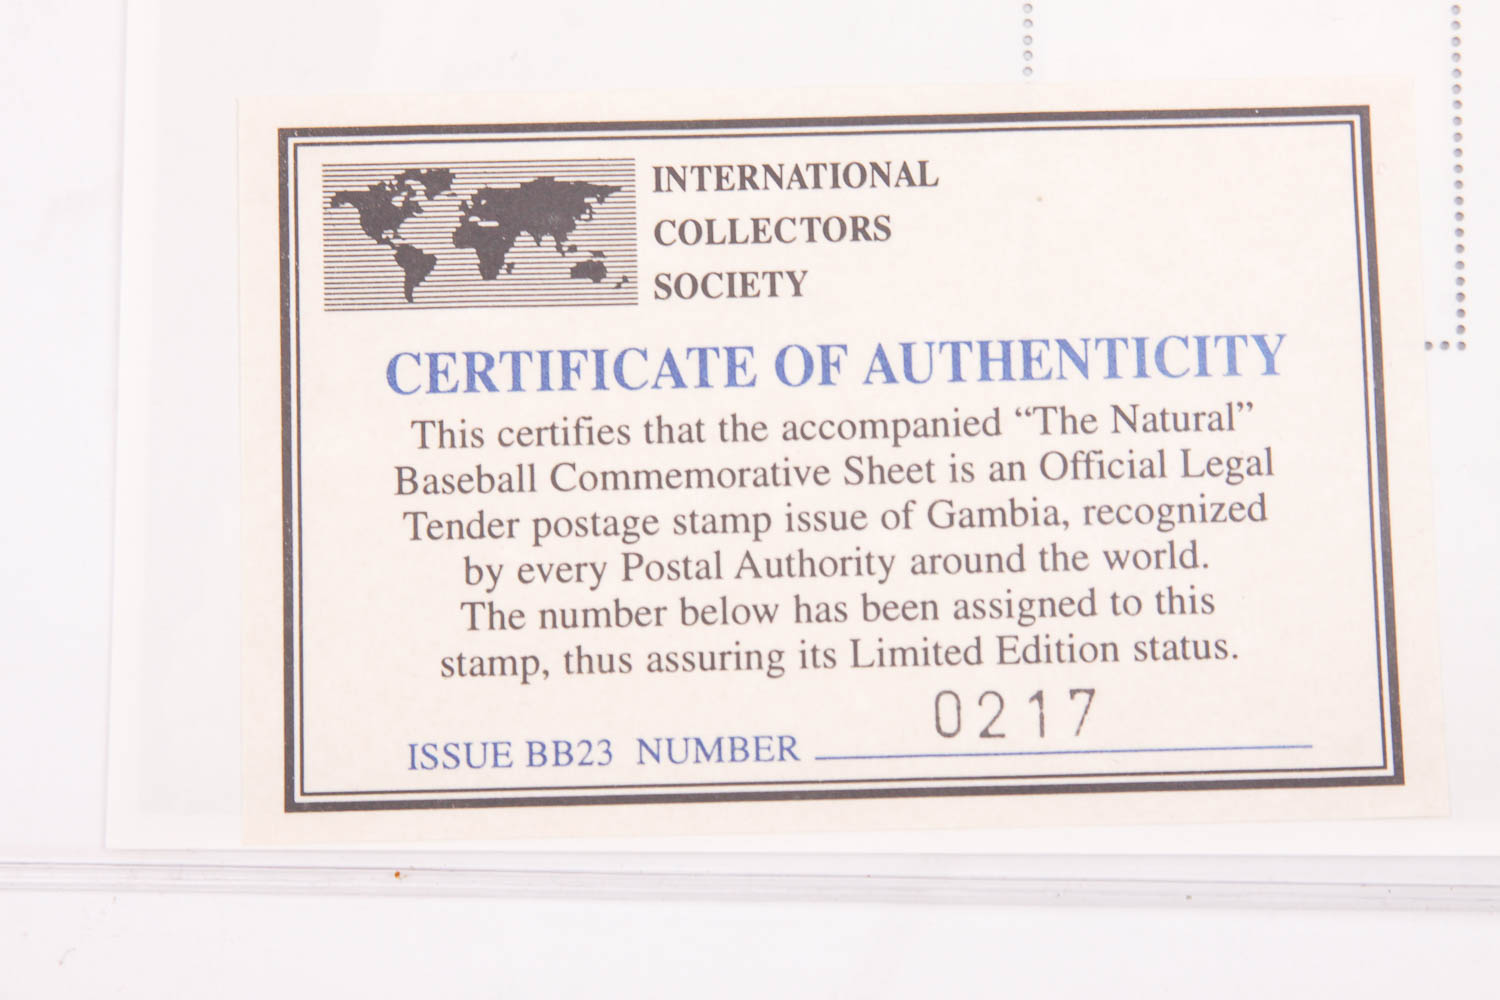 INTERNATIONAL
COLLECTORS
SOCIETY
CERTIFICATE OF AUTHENTICITY
This certifies that the accompanied “The Natural”
Baseball Commemorative Sheet is an Official Legal
Tender postage stamp issue of Gambia, recognized
by every Postal Authority around the world.
The number below has been assigned to this
stamp, thus assuring its Limited Edition status.
0217
ISSUE BB23 NUMBER